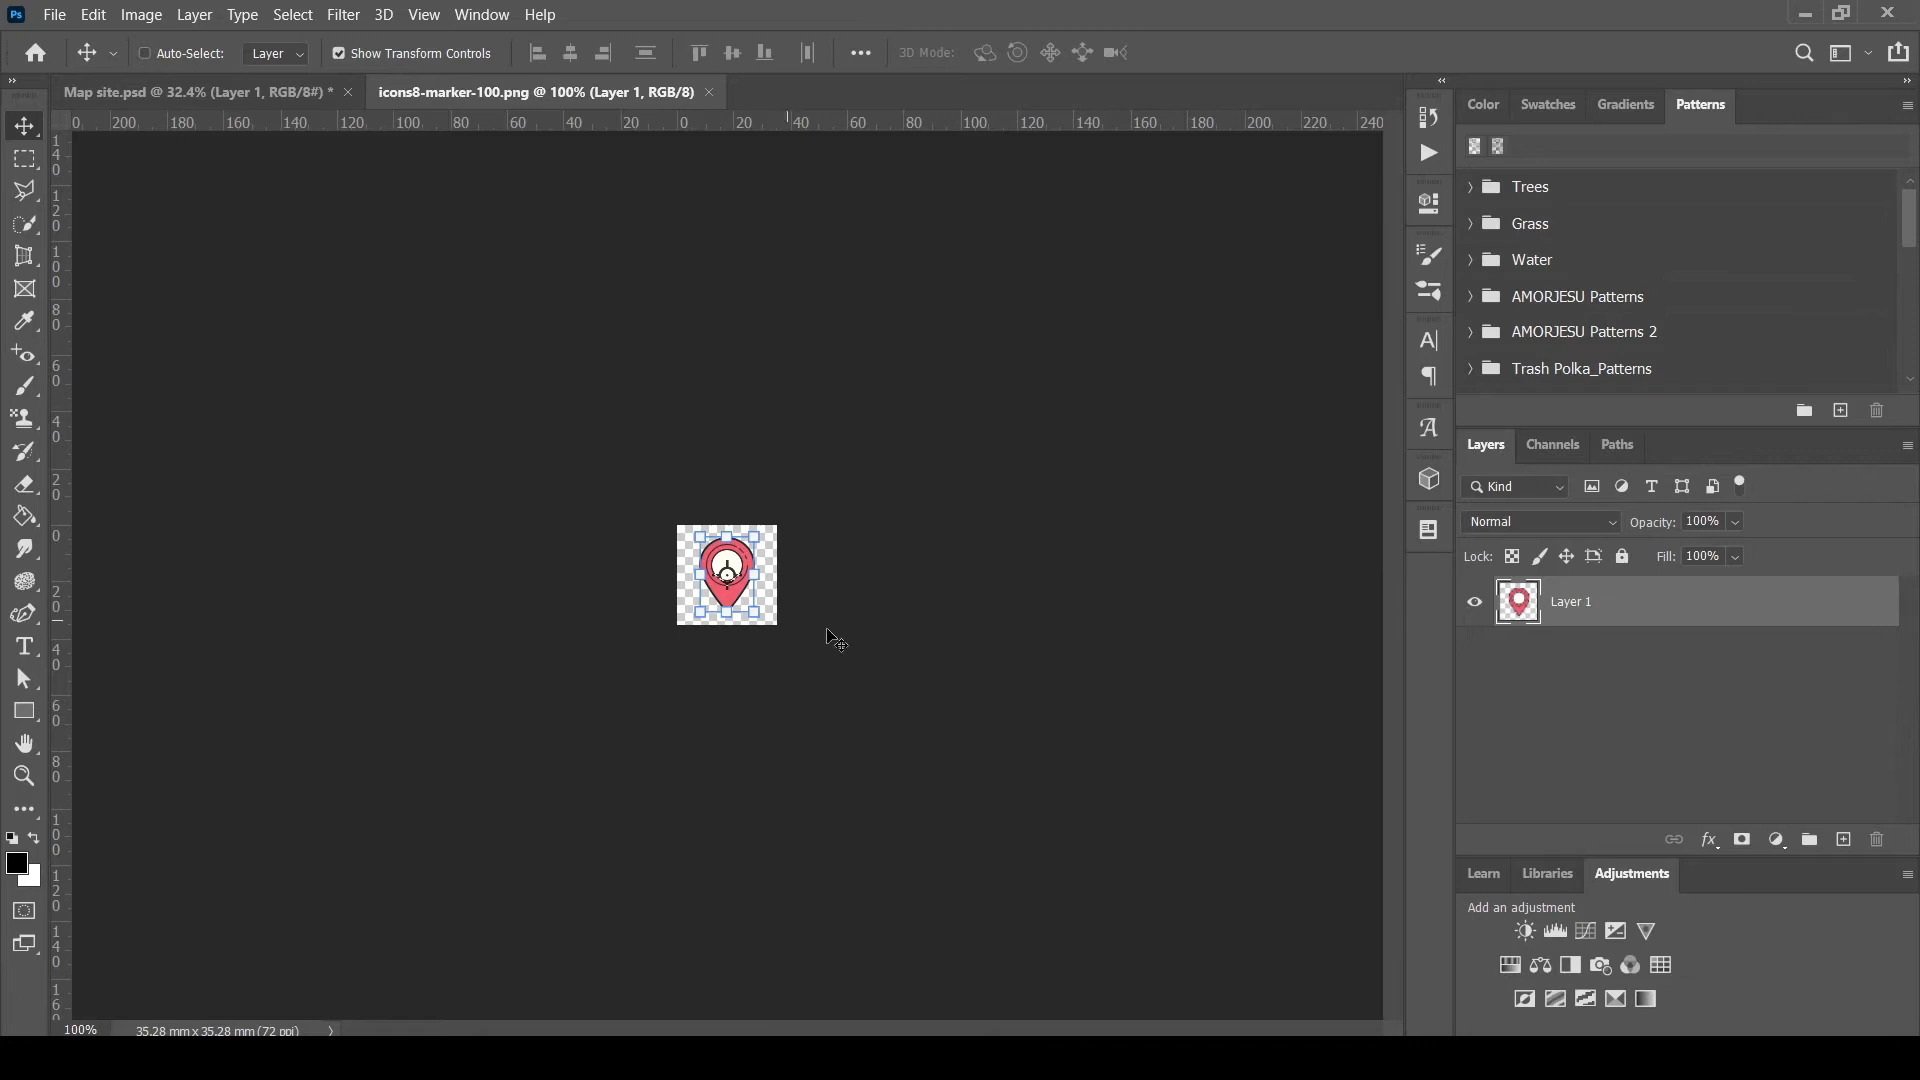 Ps File Edit Image Layer Type Select Filter 3D View Window Help
Auto-Select: Layer Show Transform Controls 3D Mode:
Map site.psd @ 32.4% (Layer 1, RGB/8#) * icons8-marker-100.png @ 100% (Layer 1, RGB/8)
0 200 180 160 140 120 100 80 60 40 20 0 20 40 60 80 100 120 140 160 180 200 220 240
140
120
100
80
60
40
20
0
20
40
60
80
100
120
140
16
Color Swatches Gradients Patterns
Trees
Grass
Water
AMORJESU Patterns
AMORJESU Patterns 2
Trash Polka_Patterns
Layers Channels Paths
Kind
Normal Opacity: 100%
Lock: Fill: 100%
Layer 1
fx
Learn Libraries Adjustments
Add an adjustment
100% 35.28 mm x 35.28 mm (72 ppi)